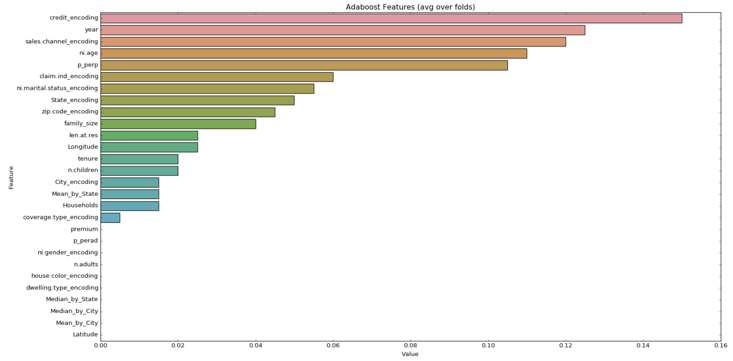 Adaboost Features (avg over folds)
credit_encoding
year
sales.channel_encoding
ni.age
p_perp
claim.ind_encoding
ni.marital.status_encoding
State_encoding
zip.code_encoding
family_size
len.at.res
Longitude
tenure
n.children
City_encoding
Mean_by_State
Households
coverage.type_encoding
premium
p_perad
ni.gender_encoding
n.adults
house.color_encoding
dwelling.type_encoding
Median_by_State
Median_by_City
Mean_by_City
Latitude
Feature
0.00 0.02 0.04 0.06 0.08 0.10 0.12 0.14 0.16
Value